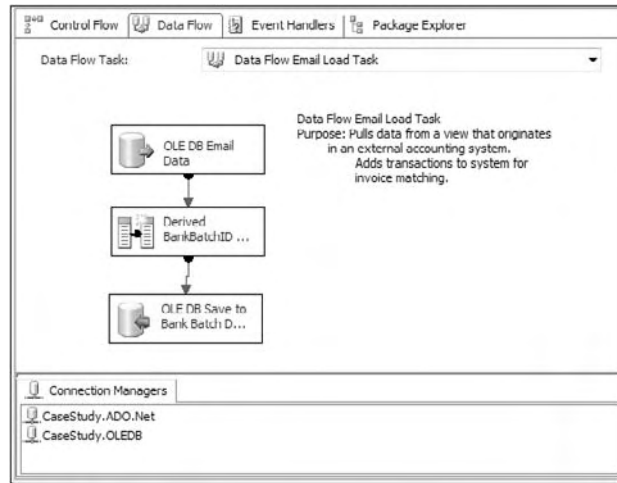 Control Flow Data Flow Event Handlers Package Explorer
Data Flow Task: Data Flow Email Load Task
Data Flow Email Load Task
Purpose: Pulls data from a view that originates
in an external accounting system.
Adds transactions to system for
invoice matching.
OLE DB Email
Data
Derived
BankBatchID ...
OLE DB Save to
Bank Batch D...
Connection Managers
CaseStudy.ADO.Net
CaseStudy.OLEDB